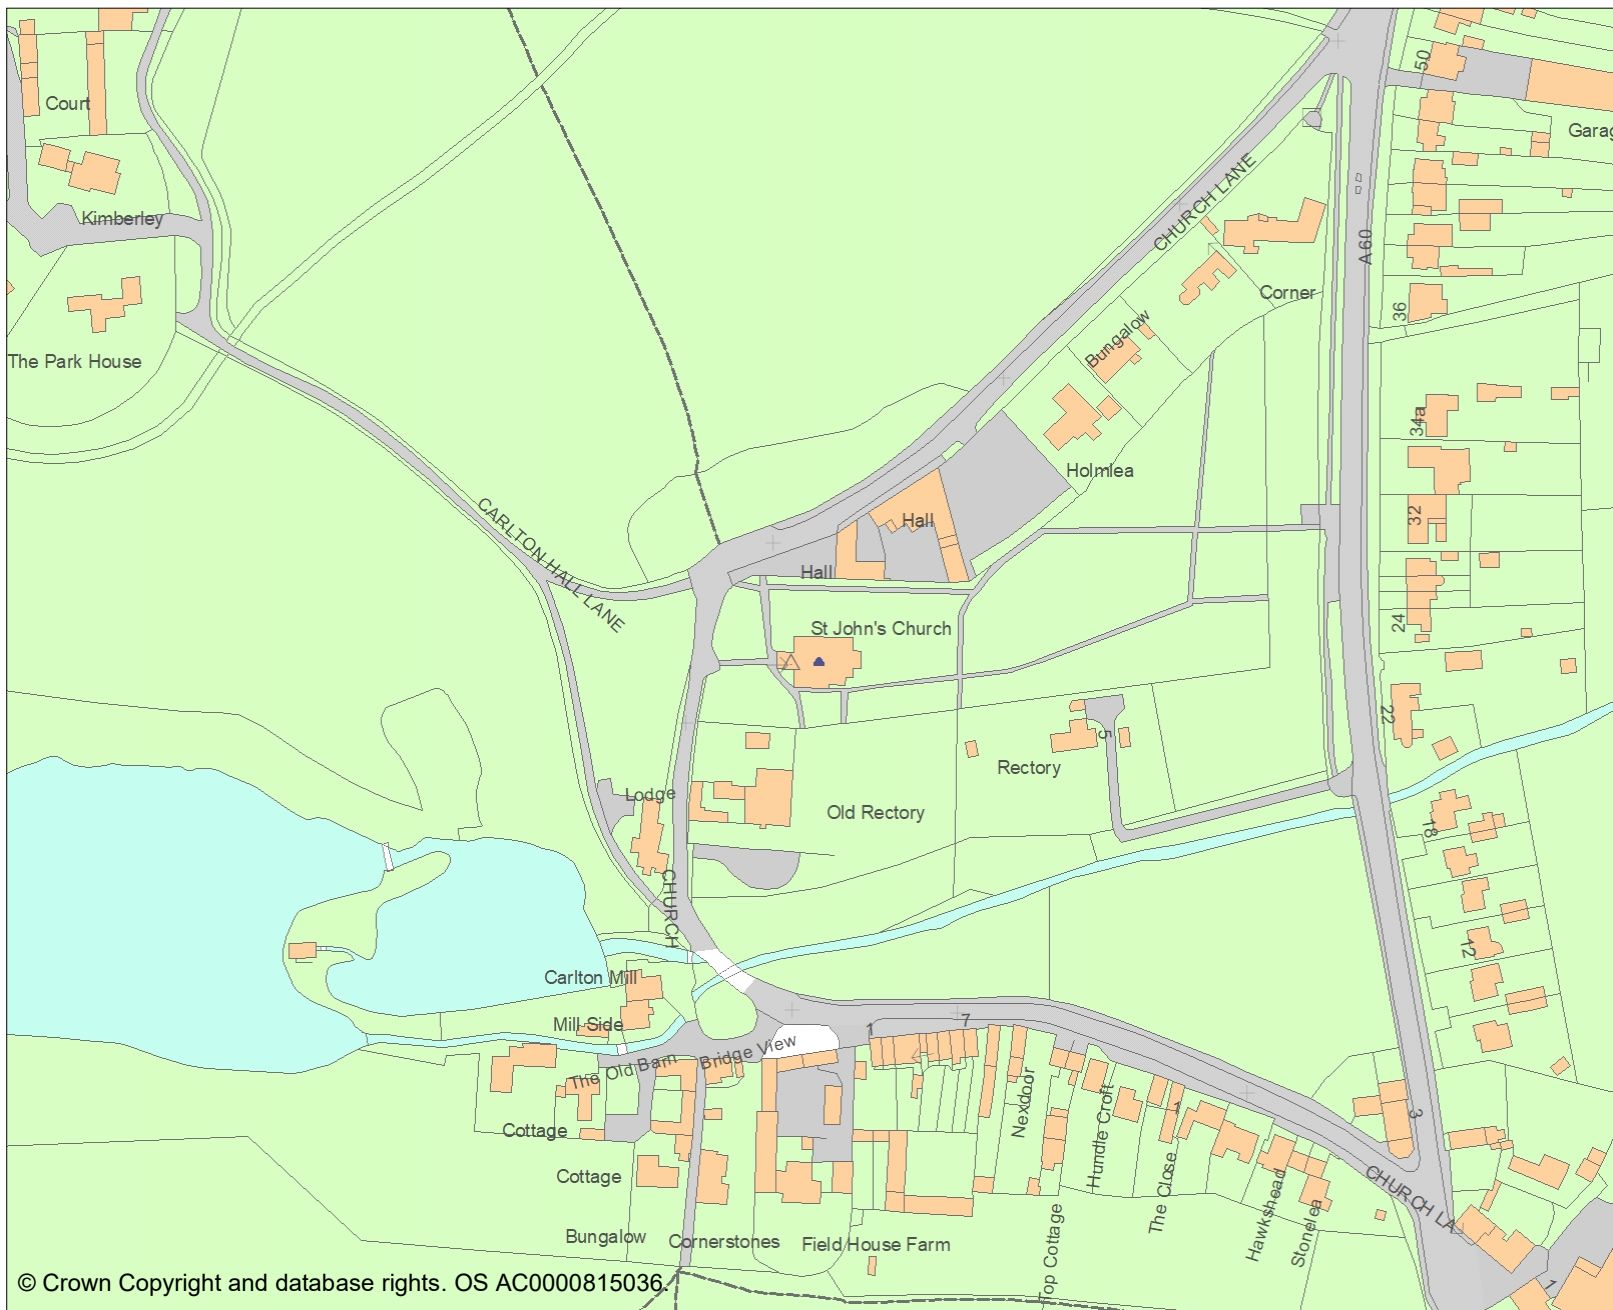 50
Court
Garag
CHURCH LANE
Kimberley
A 60
Corner
36
Bungalow
The Park House
34a
Holmlea
CARLTON HALL LANE
Hall
32
Hall
24
St John's Church
22
5
Rectory
Lodge
Old Rectory
18
CHURCH
12
Carlton Mill
7
Mill Side
1
Bridge View
The Old Barn
Nexdoor
Hundle Croft
3
Cottage
The Close
Cottage
CHURCH LA
Hawkshead
Stonelea
Top Cottage
Bungalow
Cornerstones
Field House Farm
1
© Crown Copyright and database rights. OS AC0000815036.